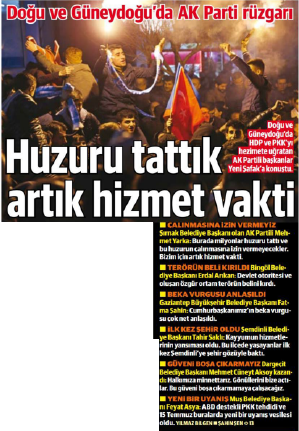 Doğu ve Güneydoğu'da AK Parti rüzgarı
Doğu ve
Güneydoğu'da
HDP ve PKK'yı
hezimete uğratan
AK Partili başkanlar
Yeni Şafak'a konuştu.
Huzuru tattık
artık hizmet vakti
ÇALINMASINA İZİN VERMEYİZ
Şırnak Belediye Başkanı olan AK Partili Meh-
met Yarka: Burada milyonlar huzuru tattı ve
bu huzurun çalınmasına izin vermeyecekler.
Bizim için artık hizmet vakti.
TERÖRÜN BELİ KIRILDI Bingöl Bele-
diye Başkanı Erdal Arıkan: Devlet otoritesi ve
oluşan özgür ortam terörün belini kırdı.
BEKA VURGUSU ANLAŞILDI
Gaziantep Büyükşehir Belediye Başkanı Fat-
ma Şahin: Cumhurbaşkanımız'ın beka vurgu-
su çok net anlaşıldı.
İLK KEZ ŞEHİR OLDU Şemdinli Beledi-
ye Başkanı Tahir Saklı: Kayyumun hizmetle-
rinin yansıması oldu. Bu ilçede yaşayanlar ilk
kez Şemdinli'ye şehir gözüyle baktı.
GÜVENİ BOŞA ÇIKARMAYIZ Dargeçit
Belediye Başkanı Mehmet Cüneyt Aksoy kazan-
dı: Halkımıza minnettarız. Gönüllerini bize açtı-
lar. Bu güveni boşa çıkarmamaya çalışacağız.
YENİ BİR UYANIŞ Muş Belediye Başka-
nı Feyat Asya: ABD destekli PKK tehdidi ve
15 Temmuz buralarda yeni bir uyanış vesilesi
oldu. YILMAZ BİLGEN ŞAHİN ŞEN 13